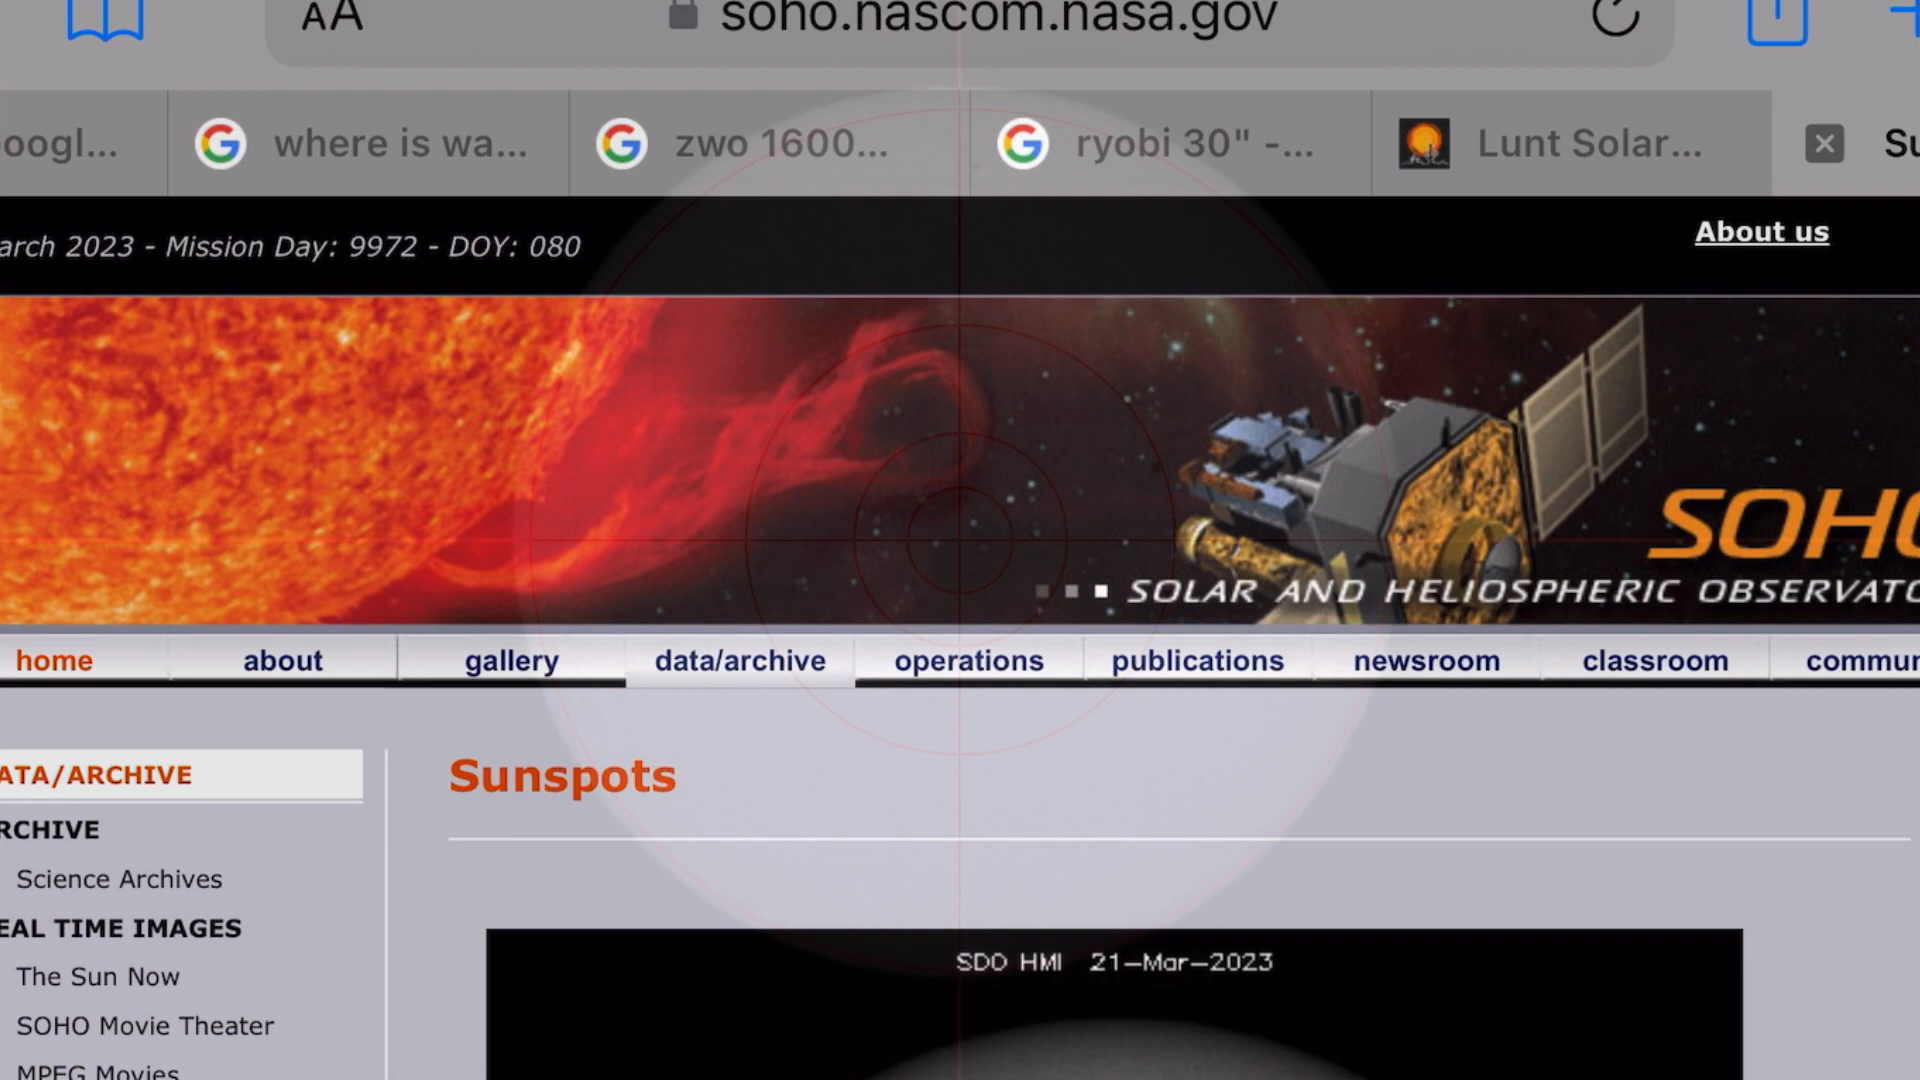 AA soho.nascom.nasa.gov
oogl... where is wa... zwo 1600... ryobi 30" -... Lunt Solar... Su
arch 2023 - Mission Day: 9972 - DOY: 080
About us
SOHO
SOLAR AND HELIOSPHERIC OBSERVATO
home about gallery data/archive operations publications newsroom classroom commun
ATA/ARCHIVE
Sunspots
RCHIVE
Science Archives
EAL TIME IMAGES
SDO HMI 21-Mar-2023
The Sun Now
SOHO Movie Theater
MPEG Movies